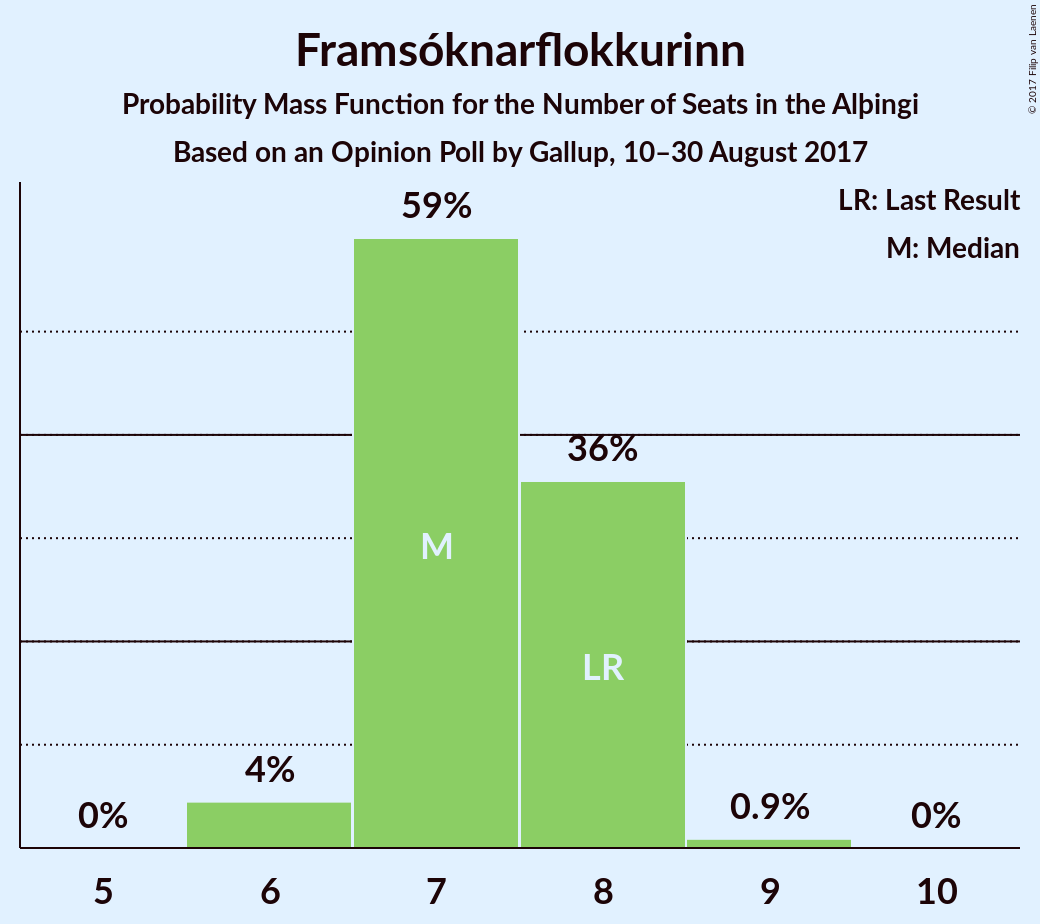 Framsóknarflokkurinn
Probability Mass Function for the Number of Seats in the Alþingi
Based on an Opinion Poll by Gallup, 10–30 August 2017
© 2017 Filip van Laenen
LR: Last Result
M: Median
59%
36%
M
LR
4%
0.9%
0%
0%
5 6 7 8 9 10